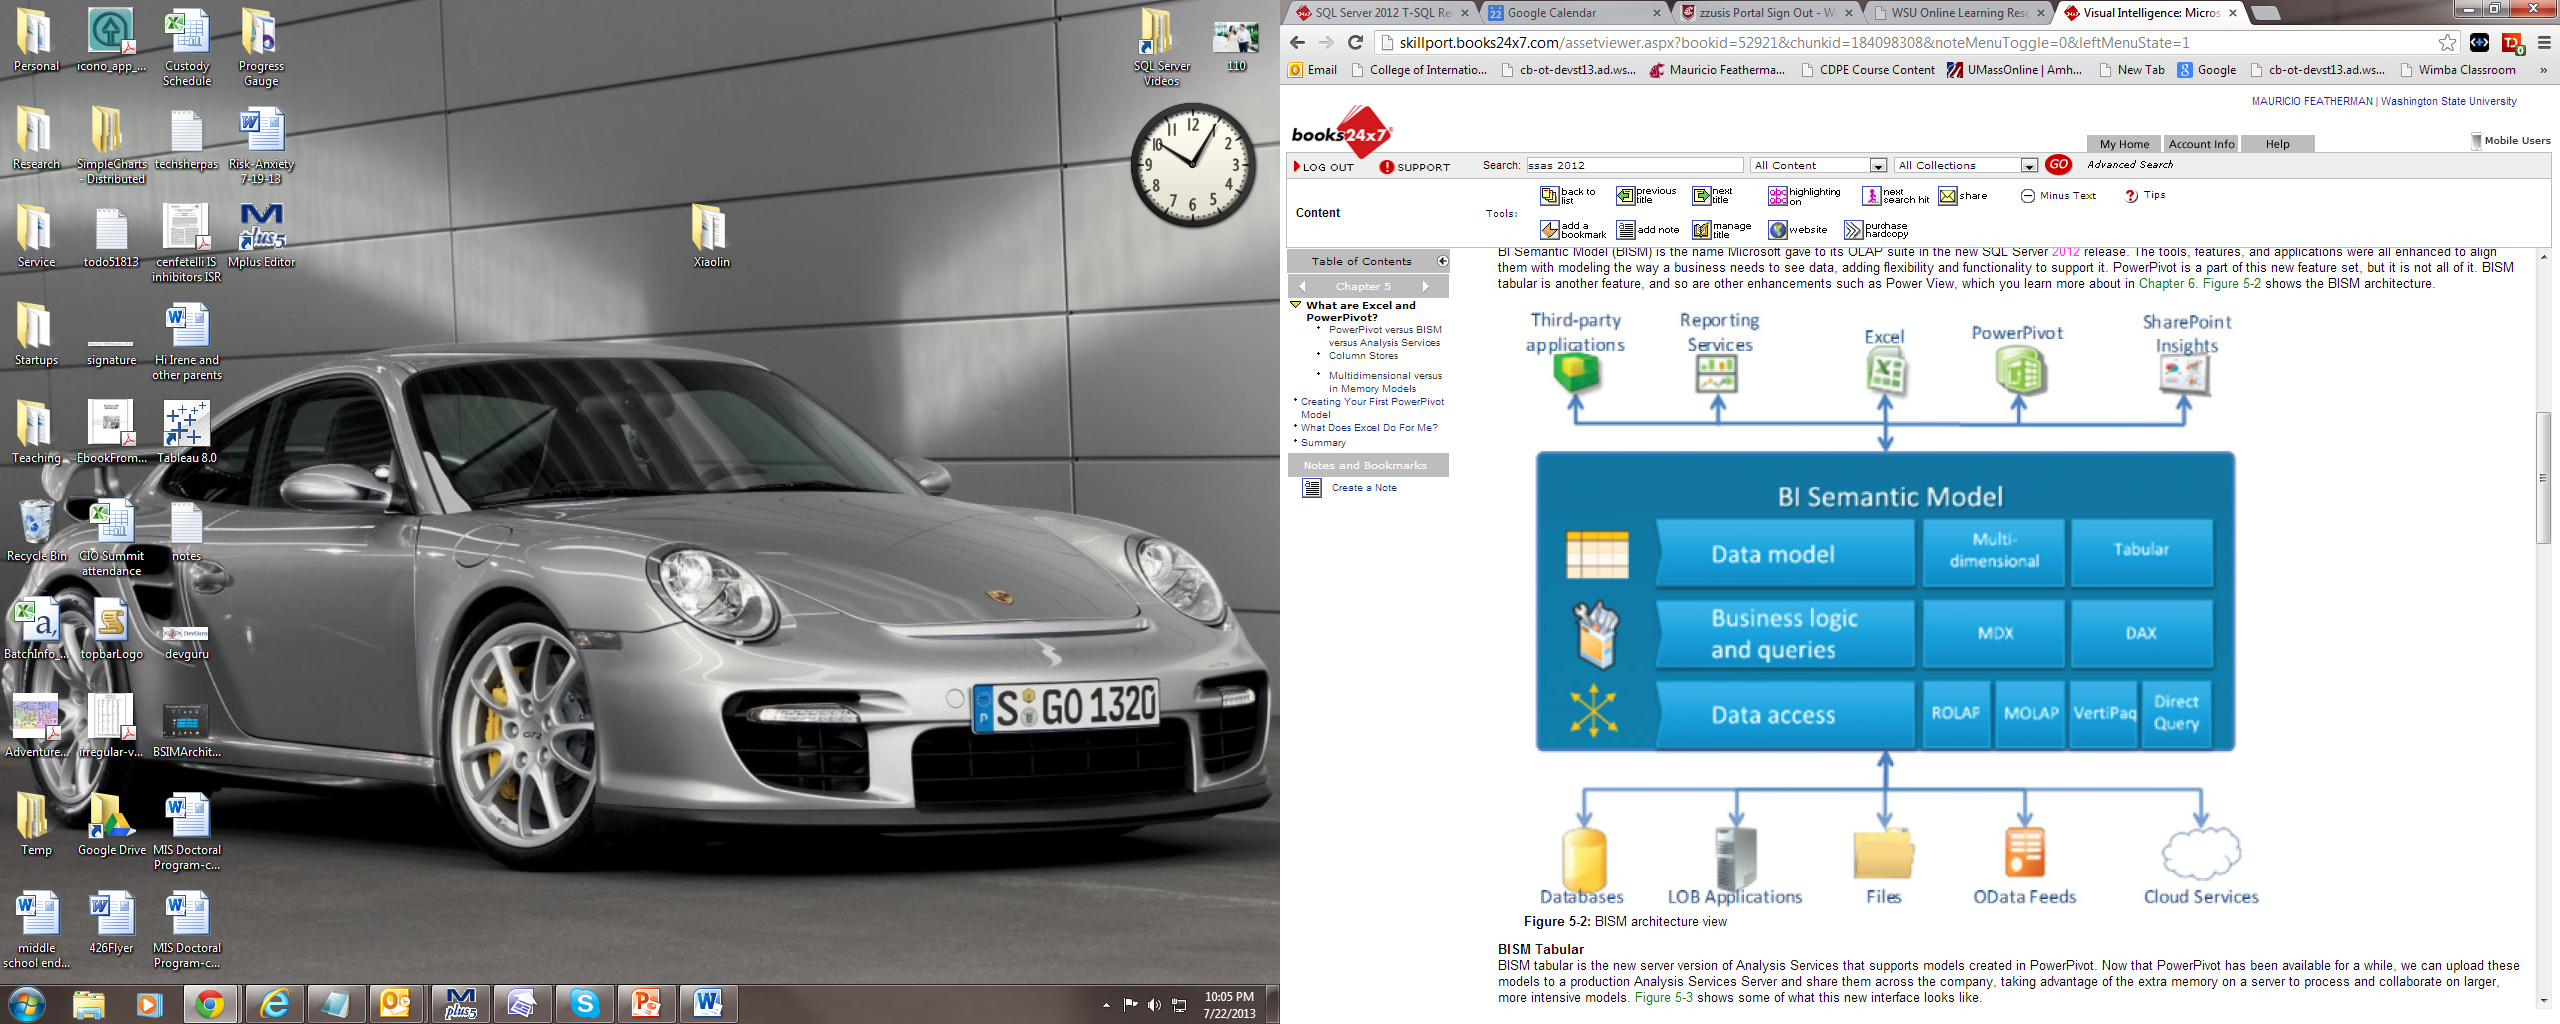 Personal
icono_app_...
Custody
Schedule
Progress
Gauge
SQL Server
Videos
110
Research
SimpleCharts
- Distributed
techsherpas
Risk-Anxiety
7-19-13
Service
todo51813
cenfetelli IS
inhibitors ISR
Mplus Editor
Xiaolin
Startups
signature
Hi Irene and
other parents
Teaching
EbookFrom...
Tableau 8.0
Recycle Bin
CIO Summit
attendance
notes
BatchInfo_...
topbarLogo
devguru
Adventure...
irregular-v...
BSIMArchit...
Temp
Google Drive
MIS Doctoral
Program-c...
middle
school end...
426Flyer
MIS Doctoral
Program-c...
12
1
2
3
4
5
6
7
8
9
10
11
S GO 1320
GT2
10:05 PM
7/22/2013
SQL Server 2012 T-SQL Re
22 Google Calendar
zzusis Portal Sign Out - W
WSU Online Learning Res
Visual Intelligence: Micros
skillport.books24x7.com/assetviewer.aspx?bookid=52921&chunkid=184098308&noteMenuToggle=0&leftMenuState=1
Email
College of Internatio...
cb-ot-devst13.ad.ws...
Mauricio Featherma...
CDPE Course Content
UMassOnline | Amh...
New Tab
Google
cb-ot-devst13.ad.ws...
Wimba Classroom
»
MAURICIO FEATHERMAN | Washington State University
books24x7
My Home
Account Info
Help
Mobile Users
LOG OUT
SUPPORT
Search: ssas 2012
All Content
All Collections
GO
Advanced Search
Content
Tools:
back to
list
previous
title
next
title
highlighting
on
next
search hit
share
Minus Text
Tips
add a
bookmark
add note
manage
title
website
purchase
hardcopy
Table of Contents
Chapter 5
What are Excel and
PowerPivot?
PowerPivot versus BISM
versus Analysis Services
Column Stores
Multidimensional versus
in Memory Models
Creating Your First PowerPivot
Model
What Does Excel Do For Me?
Summary
Notes and Bookmarks
Create a Note
BI Semantic Model (BISM) is the name Microsoft gave to its OLAP suite in the new SQL Server 2012 release. The tools, features, and applications were all enhanced to align
them with modeling the way a business needs to see data, adding flexibility and functionality to support it. PowerPivot is a part of this new feature set, but it is not all of it. BISM
tabular is another feature, and so are other enhancements such as Power View, which you learn more about in Chapter 6. Figure 5-2 shows the BISM architecture.
Third-party
applications
Reporting
Services
Excel
PowerPivot
SharePoint
Insights
BI Semantic Model
Data model
Multi-
dimensional
Tabular
Business logic
and queries
MDX
DAX
Data access
ROLAP
MOLAP
VertiPaq
Direct
Query
Databases
LOB Applications
Files
OData Feeds
Cloud Services
Figure 5-2: BISM architecture view
BISM Tabular
BISM tabular is the new server version of Analysis Services that supports models created in PowerPivot. Now that PowerPivot has been available for a while, we can upload these
models to a production Analysis Services Server and share them across the company, taking advantage of the extra memory on a server to process and collaborate on larger,
more intensive models. Figure 5-3 shows some of what this new interface looks like.